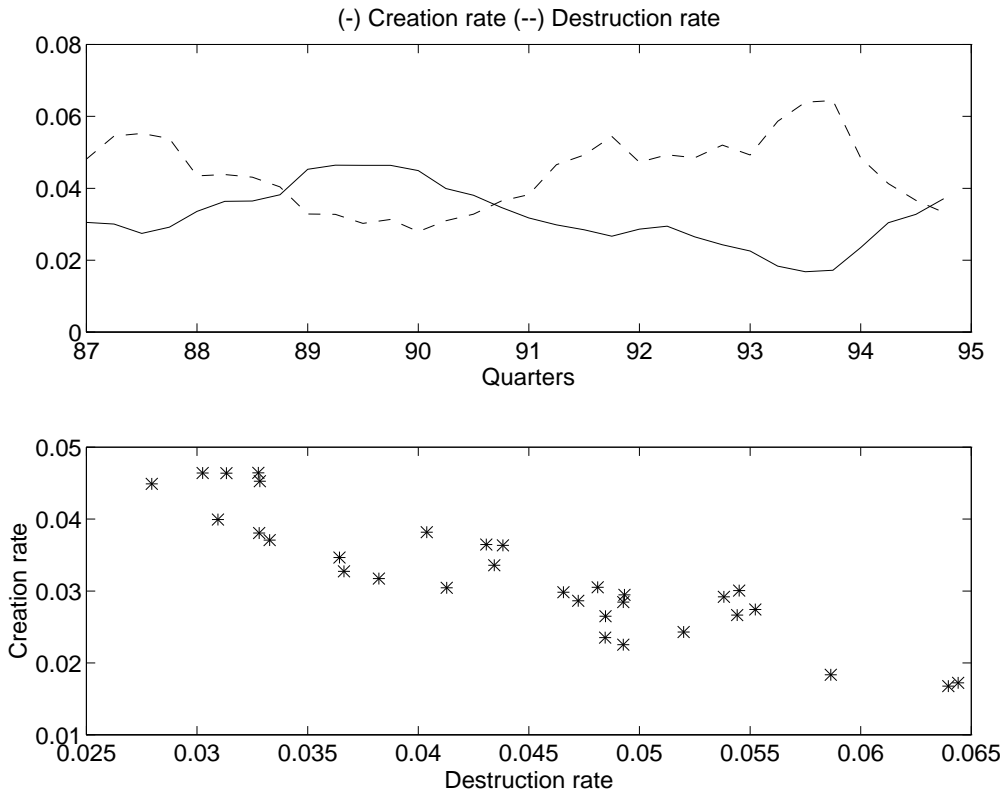 (-) Creation rate (--) Destruction rate
0.08
0.06
0.04
0.02
0
87 88 89 90 91 92 93 94 95
Quarters
0.05
0.04
0.03
0.02
0.01
Creation rate
0.025 0.03 0.035 0.04 0.045 0.05 0.055 0.06 0.065
Destruction rate